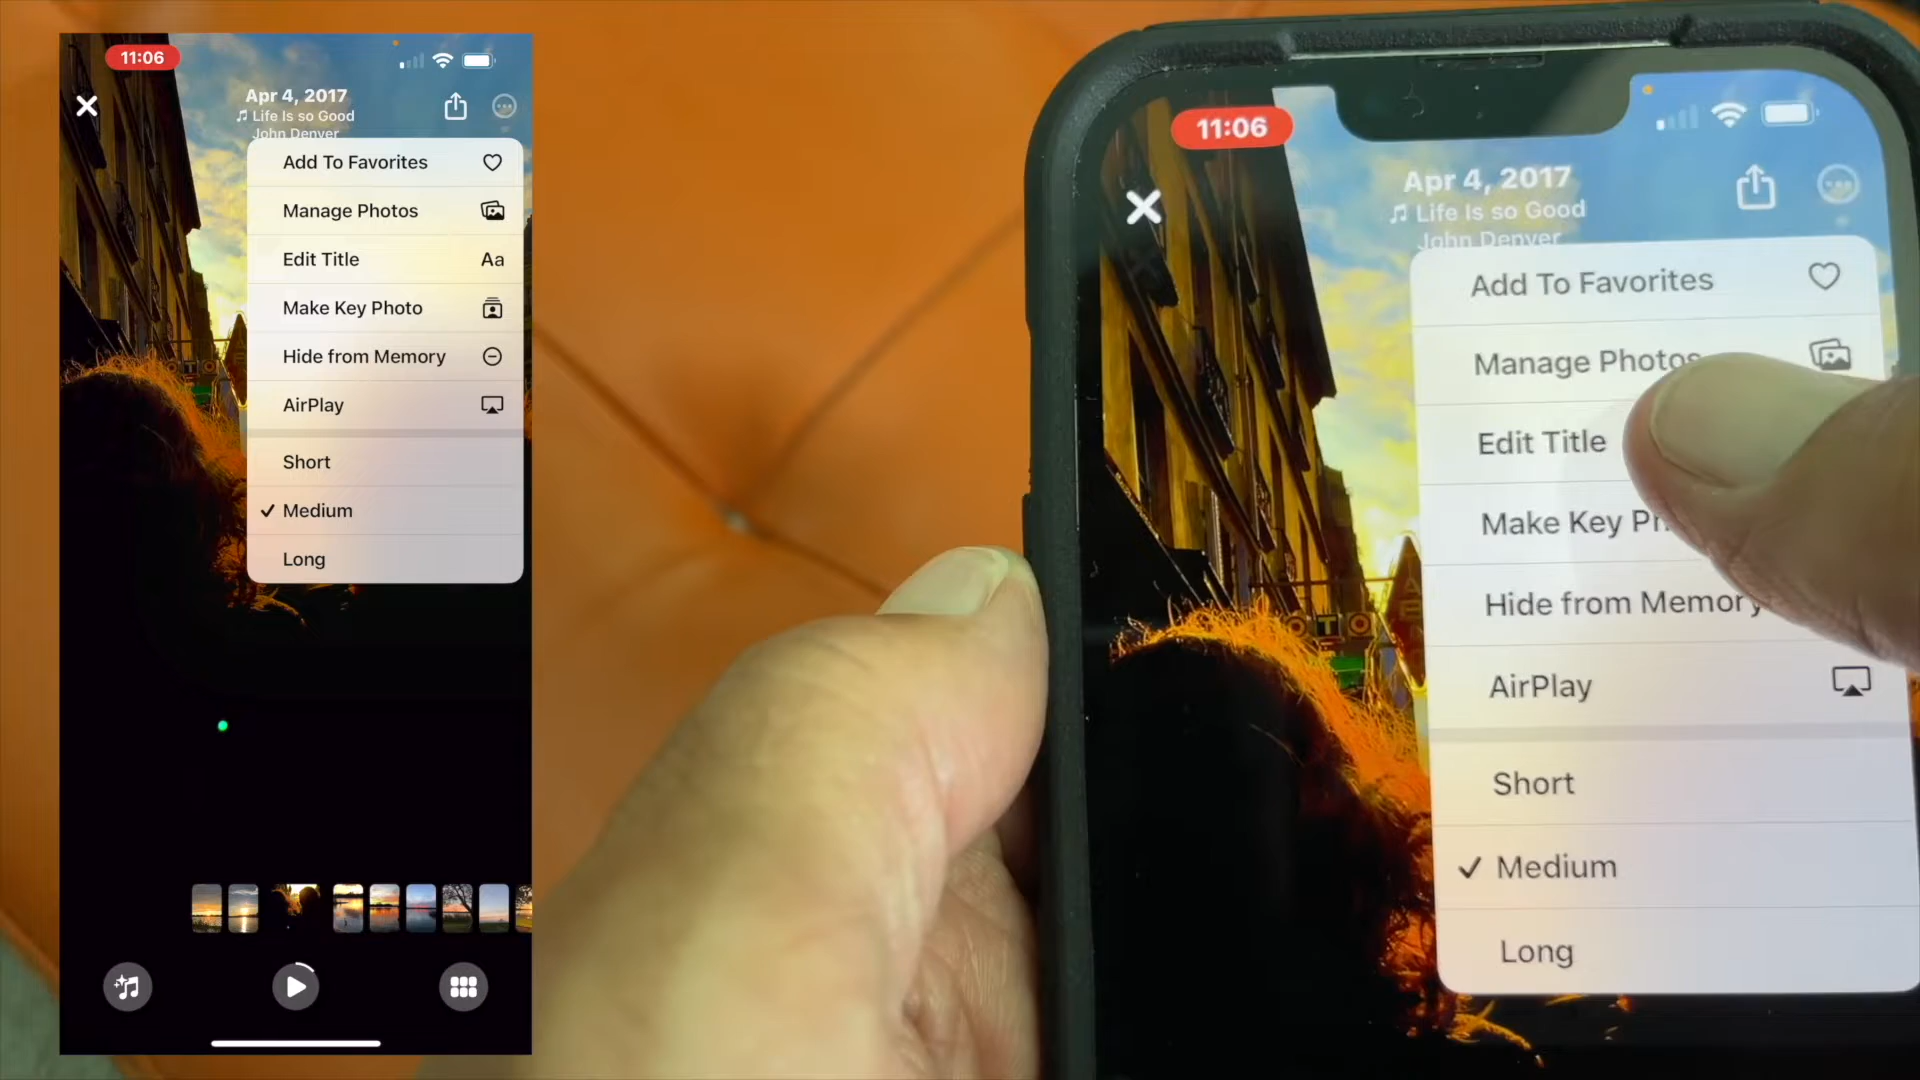 11:06
Apr 4, 2017
Life Is so Good
John Denver
Add To Favorites
Manage Photos
Edit Title Aa
Make Key Photo
Hide from Memory
AirPlay
Short
Medium
Long
11:06
Apr 4, 2017
Life Is so Good
John Denver
Add To Favorites
Manage Photos
Edit Title
Make Key Ph
Hide from Memory
AirPlay
Short
Medium
Long